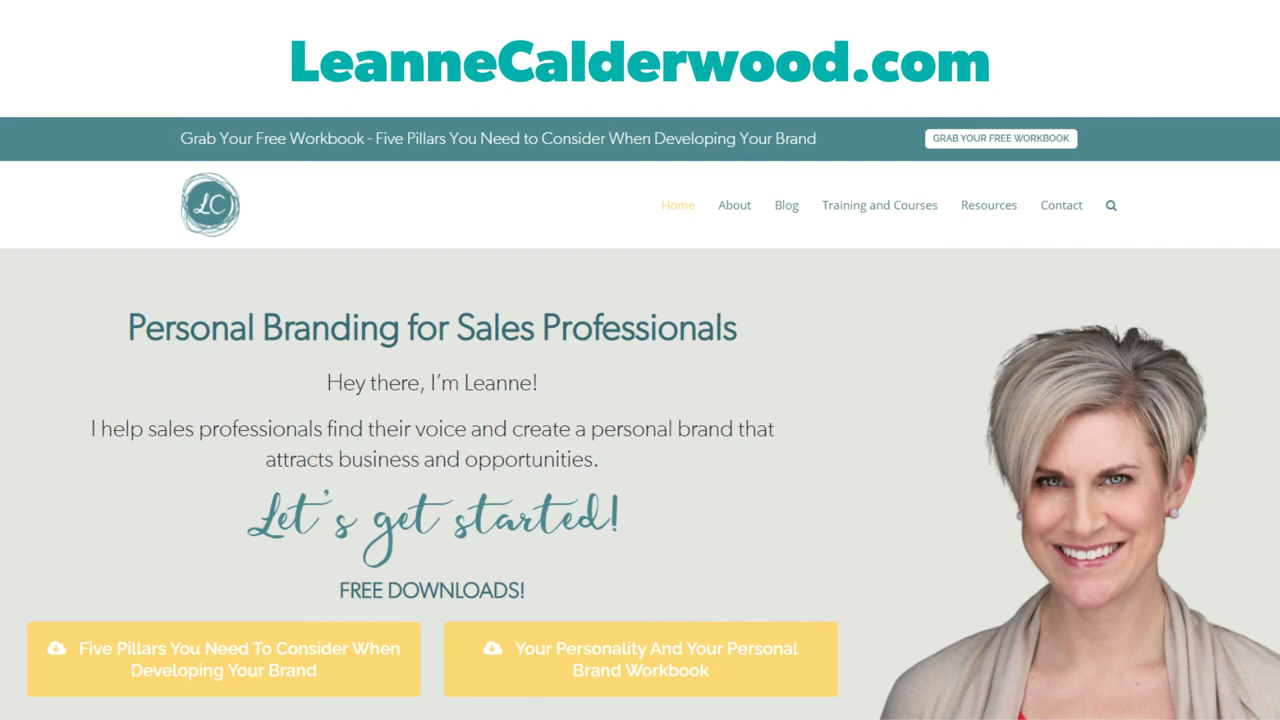 LeanneCalderwood.com
Grab Your Free Workbook - Five Pillars You Need to Consider When Developing Your Brand
GRAB YOUR FREE WORKBOOK
LC
Home
About
Blog
Training and Courses
Resources
Contact
Personal Branding for Sales Professionals
Hey there, I'm Leanne!
I help sales professionals find their voice and create a personal brand that
attracts business and opportunities.
Let's get started!
FREE DOWNLOADS!
Five Pillars You Need To Consider When
Developing Your Brand
Your Personality And Your Personal
Brand Workbook